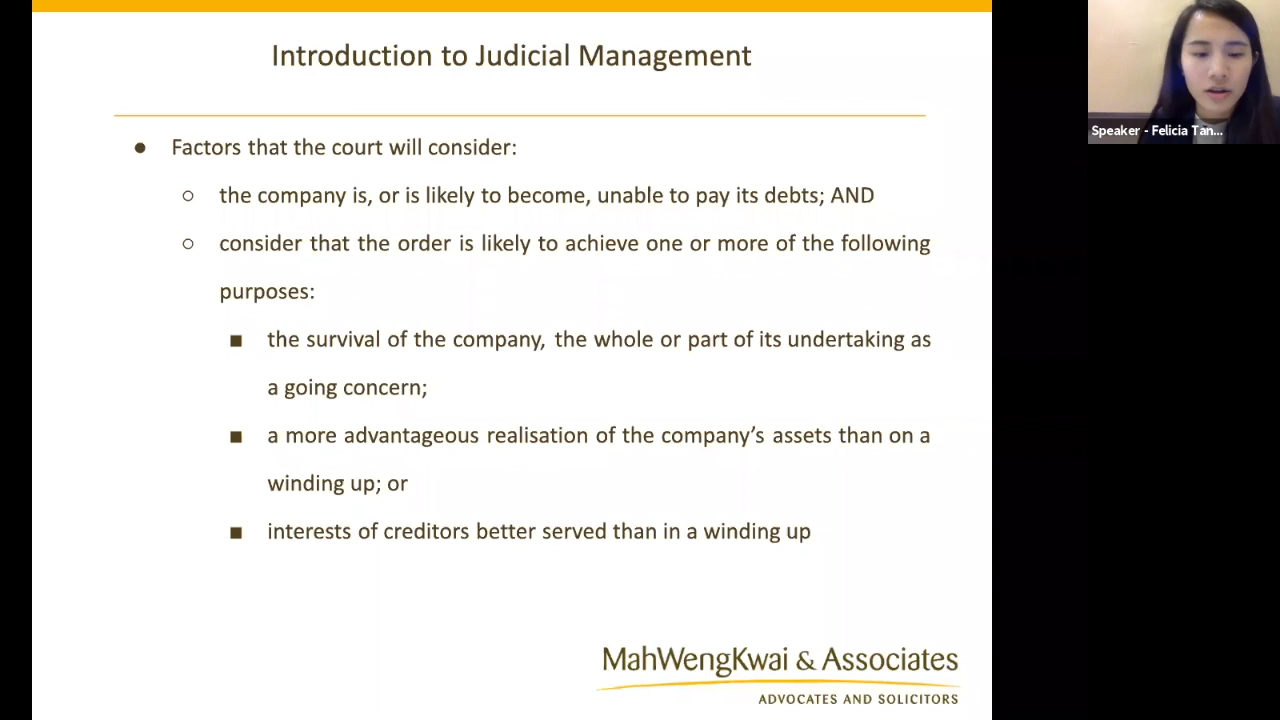 Introduction to Judicial Management
● Factors that the court will consider:
○ the company is, or is likely to become, unable to pay its debts; AND
○ consider that the order is likely to achieve one or more of the following
purposes:
■ the survival of the company, the whole or part of its undertaking as
a going concern;
■ a more advantageous realisation of the company’s assets than on a
winding up; or
■ interests of creditors better served than in a winding up
MahWengKwai & Associates
ADVOCATES AND SOLICITORS
Speaker - Felicia Tan...